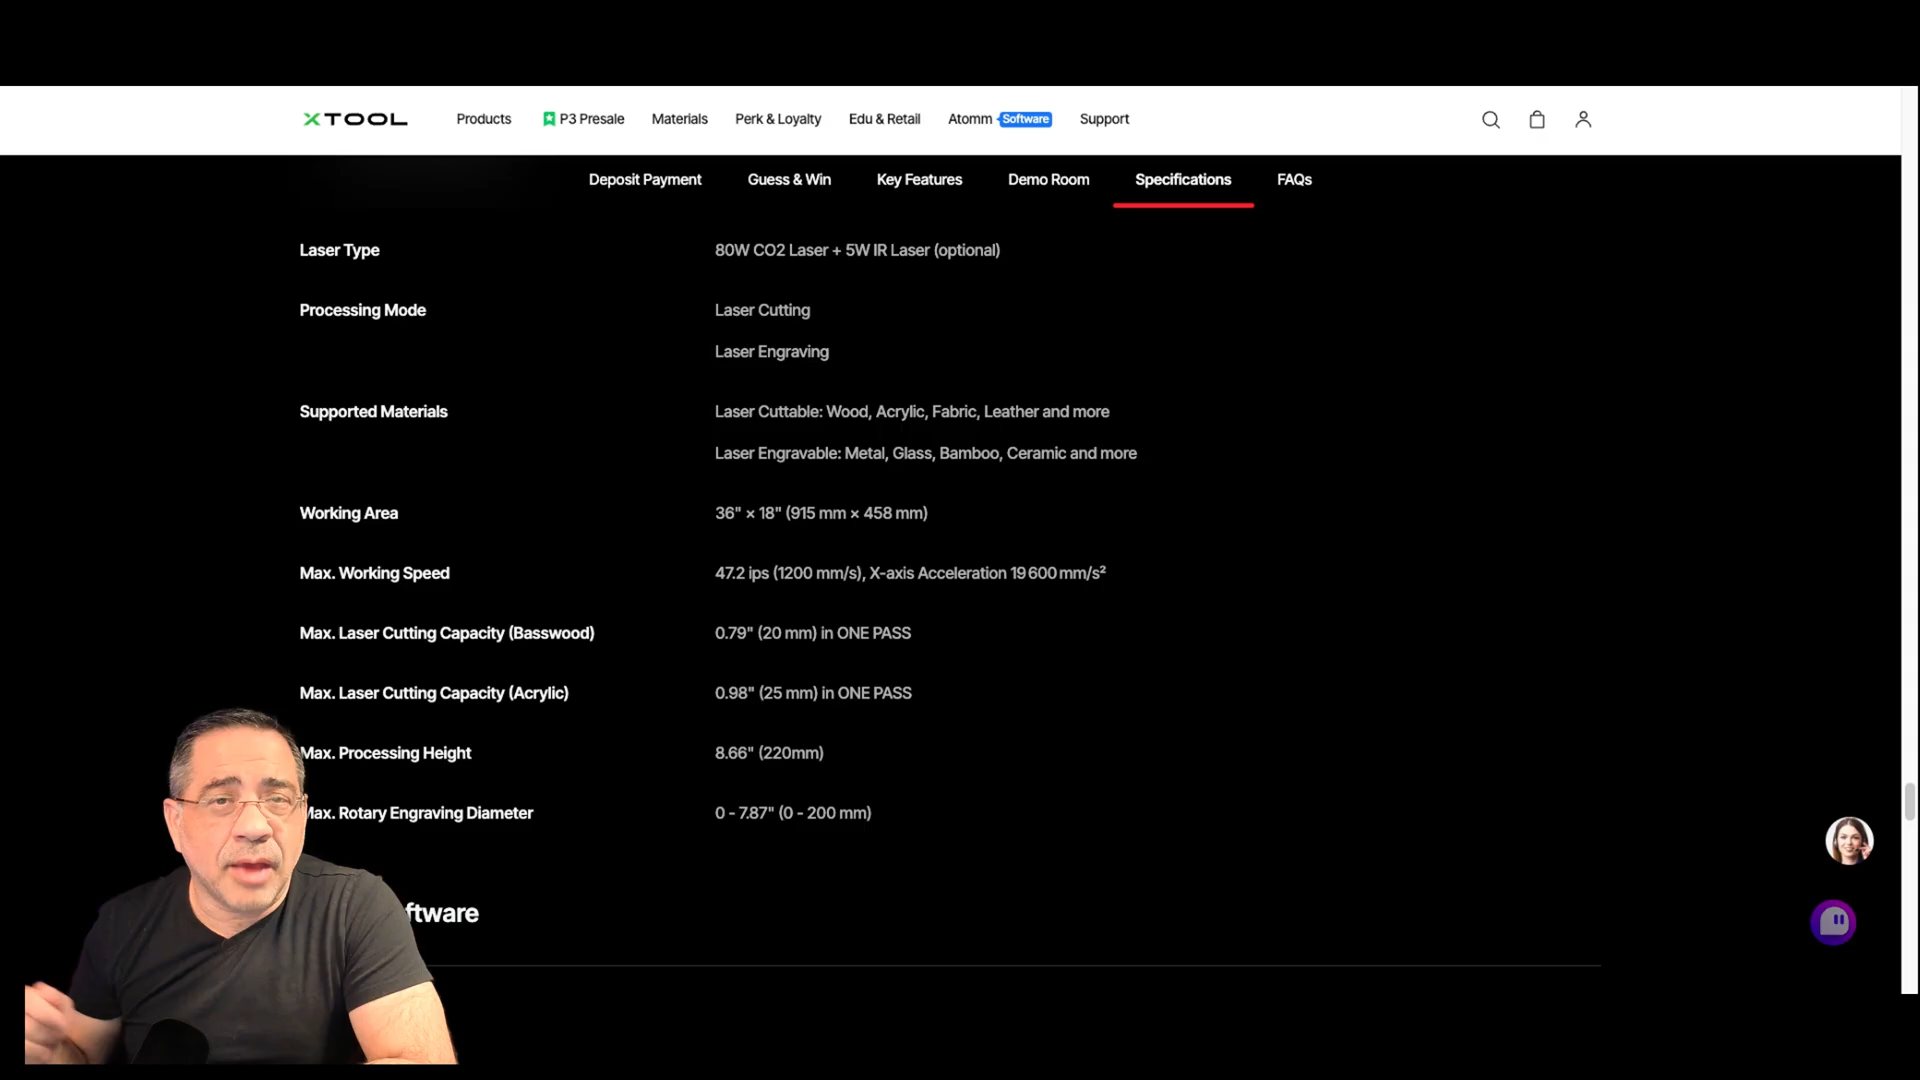 XTOOL
Products
P3 Presale
Materials
Perk & Loyalty
Edu & Retail
Atomm Software
Support
Deposit Payment
Guess & Win
Key Features
Demo Room
Specifications
FAQs
Laser Type
80W CO2 Laser + 5W IR Laser (optional)
Processing Mode
Laser Cutting
Laser Engraving
Supported Materials
Laser Cuttable: Wood, Acrylic, Fabric, Leather and more
Laser Engravable: Metal, Glass, Bamboo, Ceramic and more
Working Area
36" × 18" (915 mm × 458 mm)
Max. Working Speed
47.2 ips (1200 mm/s), X-axis Acceleration 19 600 mm/s²
Max. Laser Cutting Capacity (Basswood)
0.79" (20 mm) in ONE PASS
Max. Laser Cutting Capacity (Acrylic)
0.98" (25 mm) in ONE PASS
Max. Processing Height
8.66" (220mm)
Max. Rotary Engraving Diameter
0 - 7.87" (0 - 200 mm)
ftware